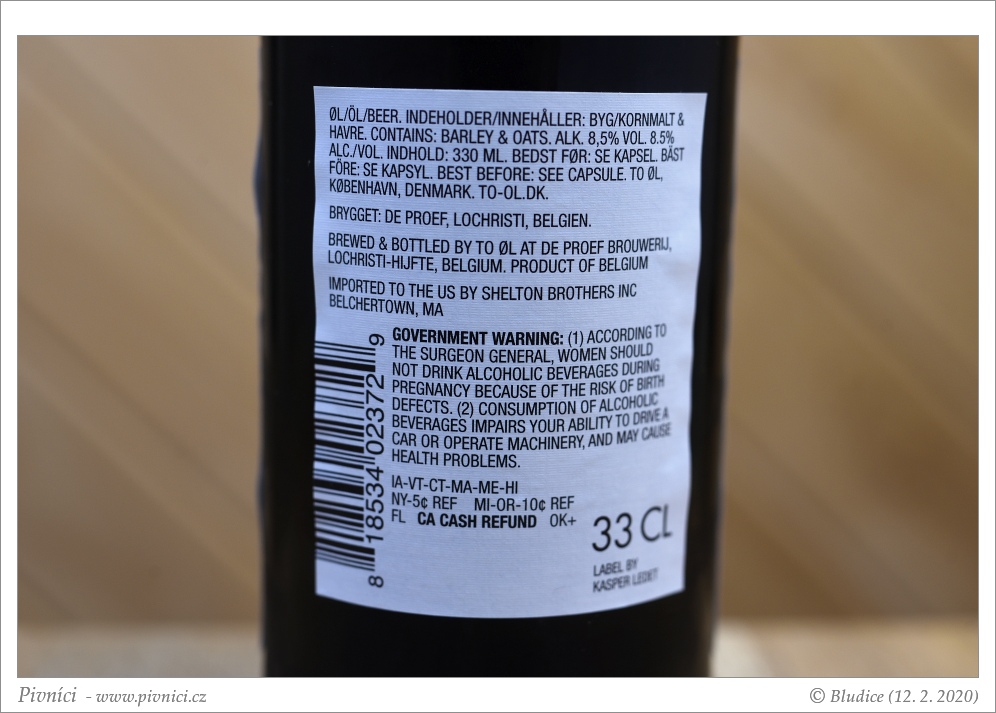 ØL/ÖL/BEER. INDEHOLDER/INNEHÅLLER: BYG/KORNMALT &
HAVRE. CONTAINS: BARLEY & OATS. ALK. 8,5% VOL. 8.5%
ALC./VOL. INDHOLD: 330 ML. BEDST FØR: SE KAPSEL. BÄST
FÖRE: SE KAPSYL. BEST BEFORE: SEE CAPSULE. TO ØL,
KØBENHAVN, DENMARK. TO-OL.DK.
BRYGGET: DE PROEF, LOCHRISTI, BELGIEN.
BREWED & BOTTLED BY TO ØL AT DE PROEF BROUWERIJ,
LOCHRISTI-HIJFTE, BELGIUM. PRODUCT OF BELGIUM
IMPORTED TO THE US BY SHELTON BROTHERS INC
BELCHERTOWN, MA
GOVERNMENT WARNING: (1) ACCORDING TO
THE SURGEON GENERAL, WOMEN SHOULD
NOT DRINK ALCOHOLIC BEVERAGES DURING
PREGNANCY BECAUSE OF THE RISK OF BIRTH
DEFECTS. (2) CONSUMPTION OF ALCOHOLIC
BEVERAGES IMPAIRS YOUR ABILITY TO DRIVE A
CAR OR OPERATE MACHINERY, AND MAY CAUSE
HEALTH PROBLEMS.
8 18534 02372 9
IA-VT-CT-MA-ME-HI
NY-5¢ REF MI-OR-10¢ REF
FL CA CASH REFUND OK+
33 CL
LABEL BY
KASPER LEDET
Pivníci - www.pivnici.cz
© Bludice (12. 2. 2020)